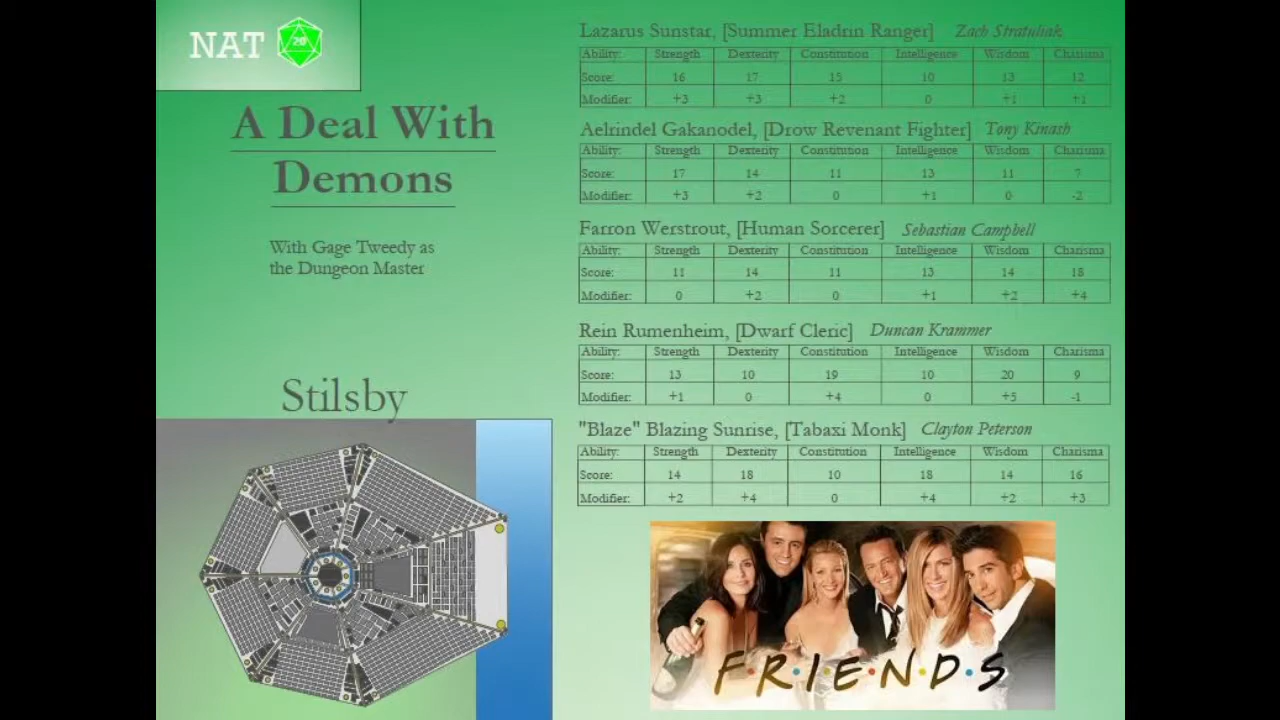 NAT 20
A Deal With
Demons
With Gage Tweedy as
the Dungeon Master
Stilsby
Lazarus Sunstar, [Summer Eladrin Ranger] Zach Stratuliak
Ability: Strength Dexterity Constitution Intelligence Wisdom Charisma
Score: 16 17 15 10 13 12
Modifier: +3 +3 +2 0 +1 +1
Aelrindel Gakanodel, [Drow Revenant Fighter] Tony Kinash
Ability: Strength Dexterity Constitution Intelligence Wisdom Charisma
Score: 17 14 11 13 11 7
Modifier: +3 +2 0 +1 0 -2
Farron Werstrout, [Human Sorcerer] Sebastian Campbell
Ability: Strength Dexterity Constitution Intelligence Wisdom Charisma
Score: 11 14 11 13 14 18
Modifier: 0 +2 0 +1 +2 +4
Rein Rumenheim, [Dwarf Cleric] Duncan Krammer
Ability: Strength Dexterity Constitution Intelligence Wisdom Charisma
Score: 13 10 19 10 20 9
Modifier: +1 0 +4 0 +5 -1
"Blaze" Blazing Sunrise, [Tabaxi Monk] Clayton Peterson
Ability: Strength Dexterity Constitution Intelligence Wisdom Charisma
Score: 14 18 10 18 14 16
Modifier: +2 +4 0 +4 +2 +3
F·R·I·E·N·D·S